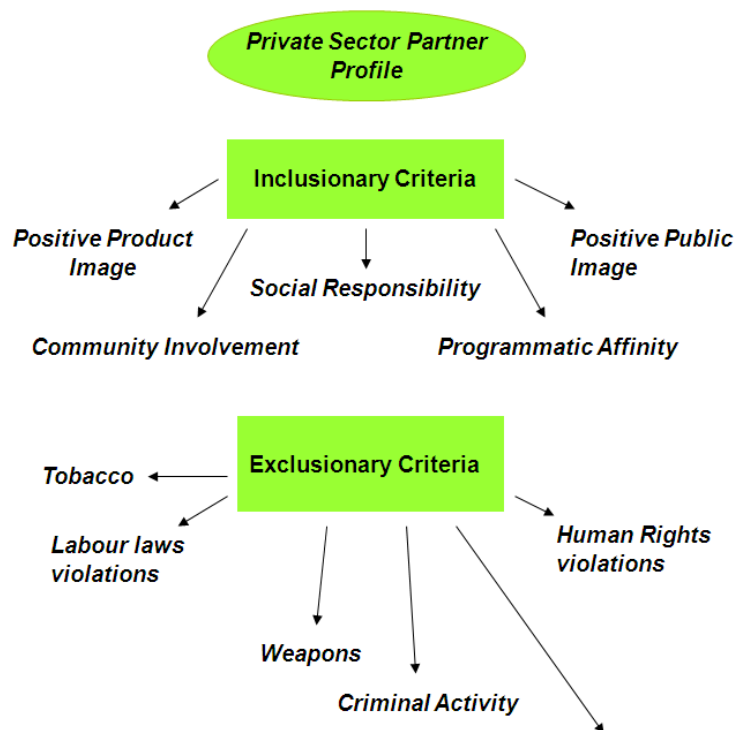 Private Sector Partner
Profile
Inclusionary Criteria
Positive Product
Image
Positive Public
Image
Social Responsibility
Community Involvement
Programmatic Affinity
Exclusionary Criteria
Tobacco
Labour laws
violations
Human Rights
violations
Weapons
Criminal Activity